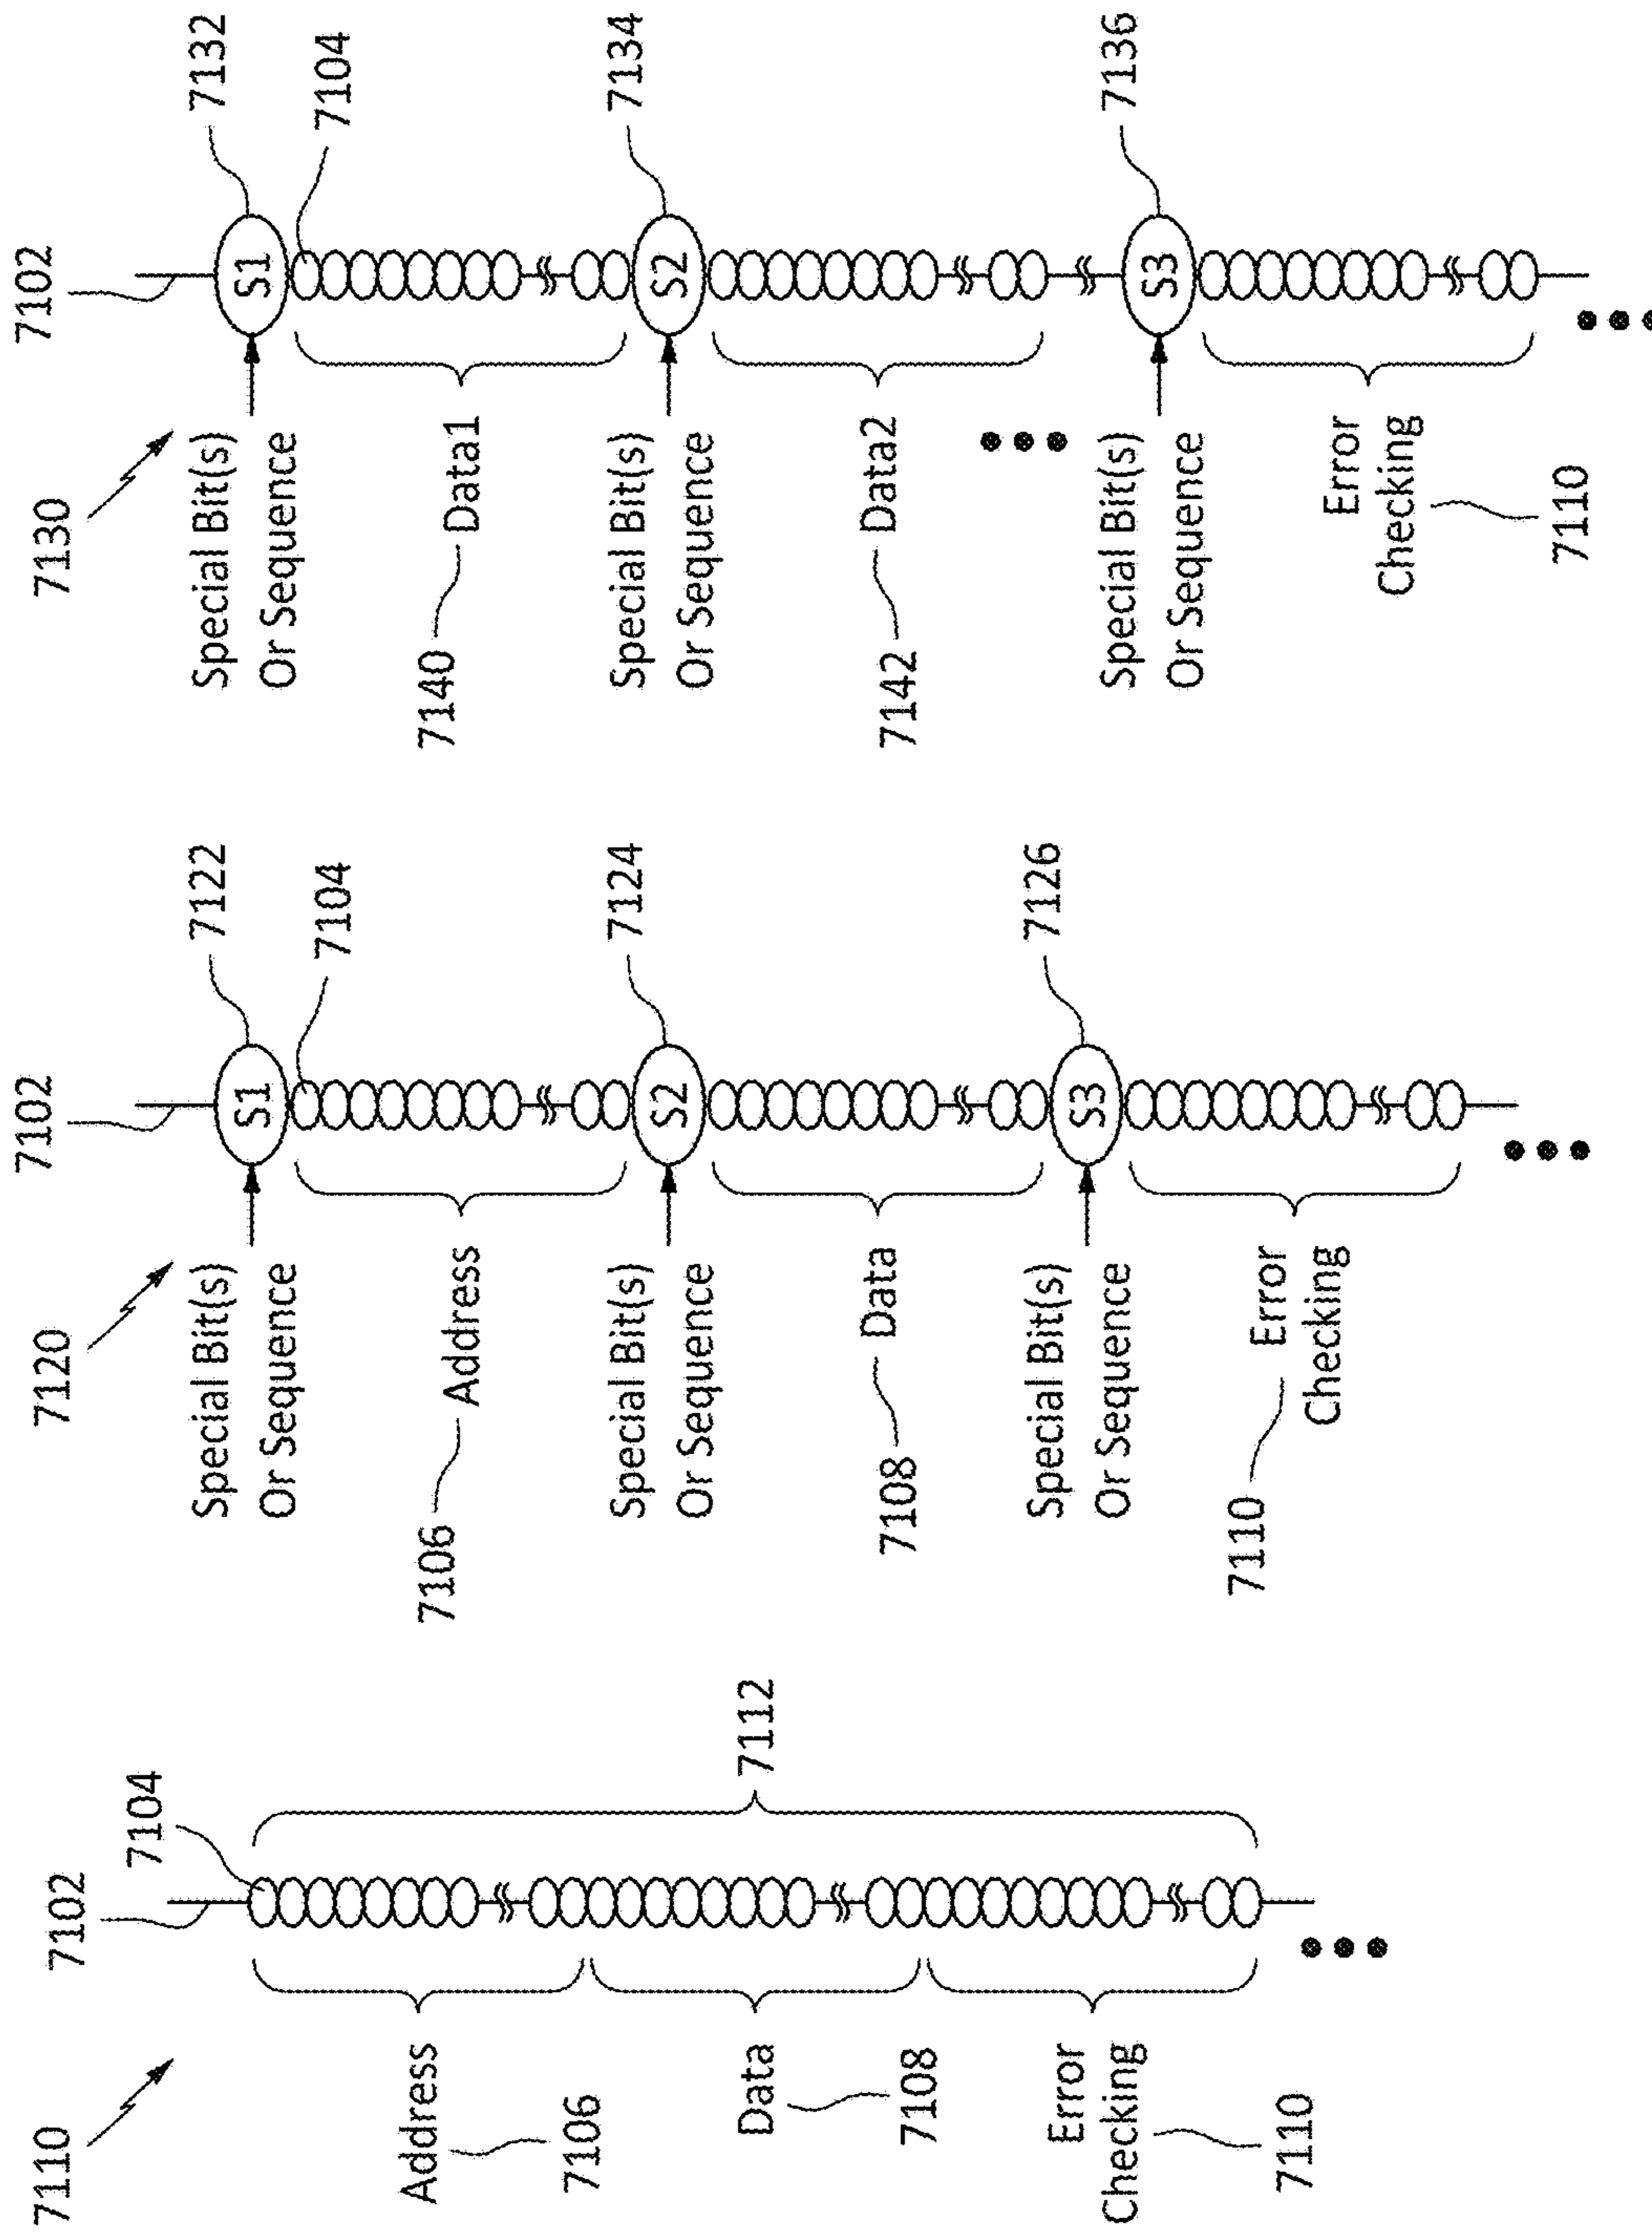 7110
7102
7104
Address
7106
Data
7108
Error
Checking
7110
7112
7120
7102
Special Bit(s)
Or Sequence
S1
7122
7104
7106
Address
Special Bit(s)
Or Sequence
S2
7124
7108
Data
Special Bit(s)
Or Sequence
S3
7126
7110
Error
Checking
7130
7102
Special Bit(s)
Or Sequence
S1
7132
7104
7140
Data1
Special Bit(s)
Or Sequence
S2
7134
7142
Data2
Special Bit(s)
Or Sequence
S3
7136
Error
Checking
7110